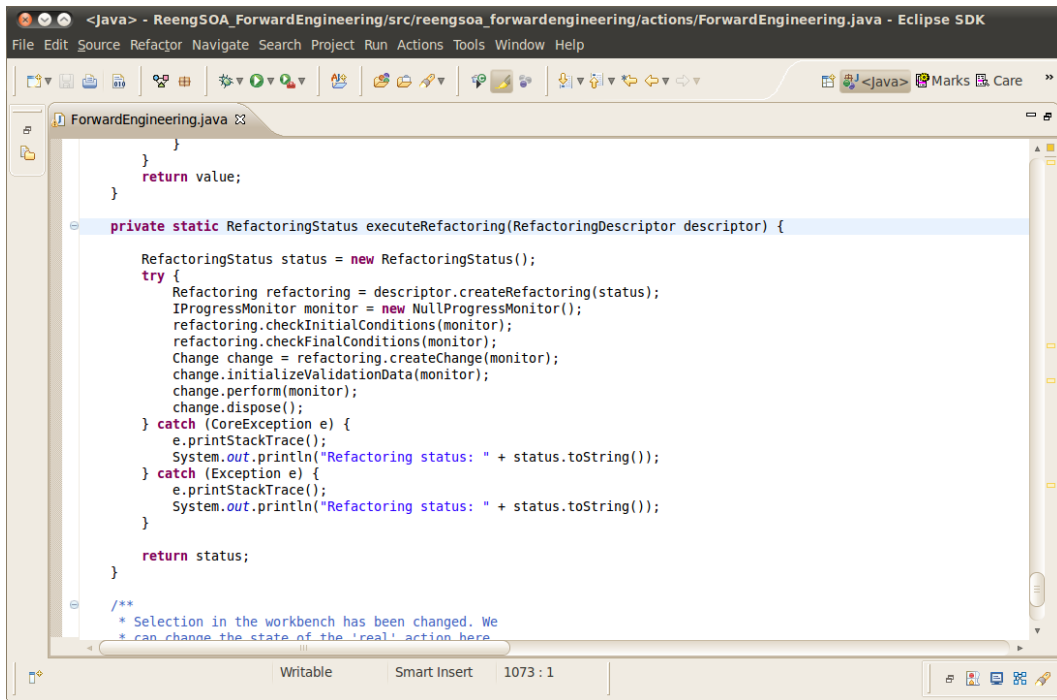 <Java> - ReengSOA_ForwardEngineering/src/reengsoa_forwardengineering/actions/ForwardEngineering.java - Eclipse SDK
File Edit Source Refactor Navigate Search Project Run Actions Tools Window Help
<Java> Marks Care »
ForwardEngineering.java
}
}
return value;
}
private static RefactoringStatus executeRefactoring(RefactoringDescriptor descriptor) {
RefactoringStatus status = new RefactoringStatus();
try {
Refactoring refactoring = descriptor.createRefactoring(status);
IProgressMonitor monitor = new NullProgressMonitor();
refactoring.checkInitialConditions(monitor);
refactoring.checkFinalConditions(monitor);
Change change = refactoring.createChange(monitor);
change.initializeValidationData(monitor);
change.perform(monitor);
change.dispose();
} catch (CoreException e) {
e.printStackTrace();
System.out.println("Refactoring status: " + status.toString());
} catch (Exception e) {
e.printStackTrace();
System.out.println("Refactoring status: " + status.toString());
}
return status;
}
/**
* Selection in the workbench has been changed. We
* can change the state of the 'real' action here
Writable Smart Insert 1073 : 1